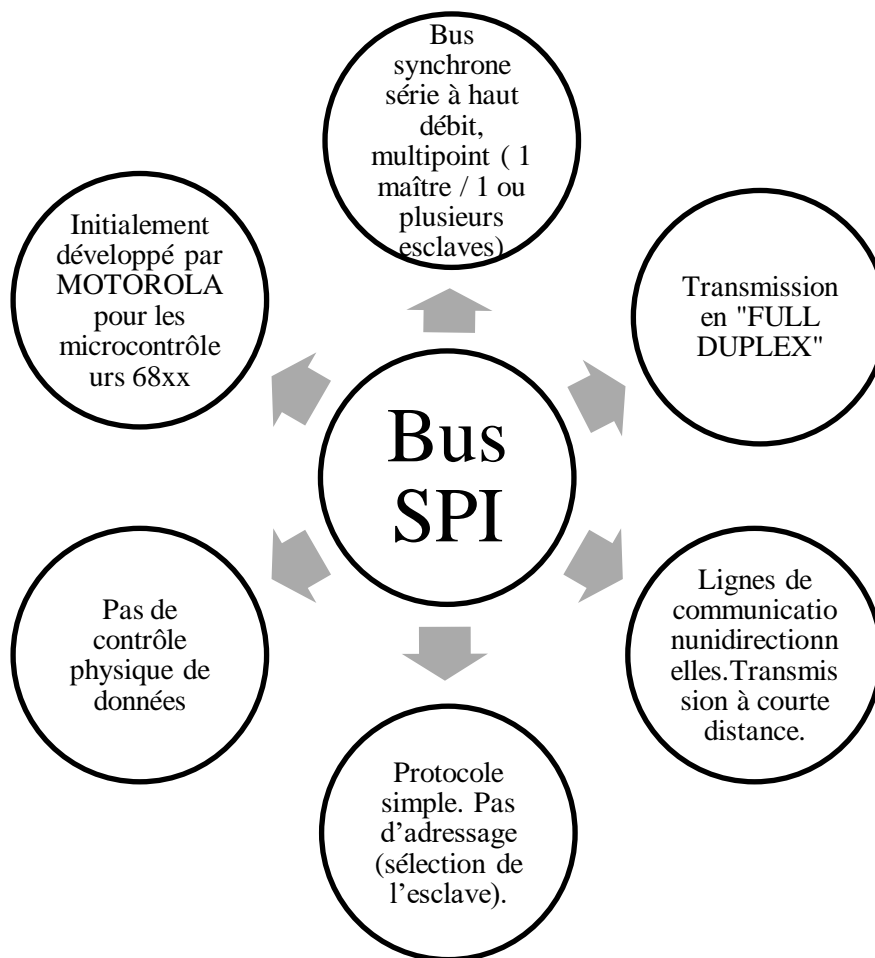 Bus
synchrone
série à haut
débit,
multipoint ( 1
maître / 1 ou
plusieurs
esclaves)
Initialement
développé par
MOTOROLA
pour les
microcontrôle
urs 68xx
Transmission
en "FULL
DUPLEX"
Bus
SPI
Pas de
contrôle
physique de
données
Lignes de
communicatio
nunidirectionn
elles.Transmis
sion à courte
distance.
Protocole
simple. Pas
d’adressage
(sélection de
l’esclave).